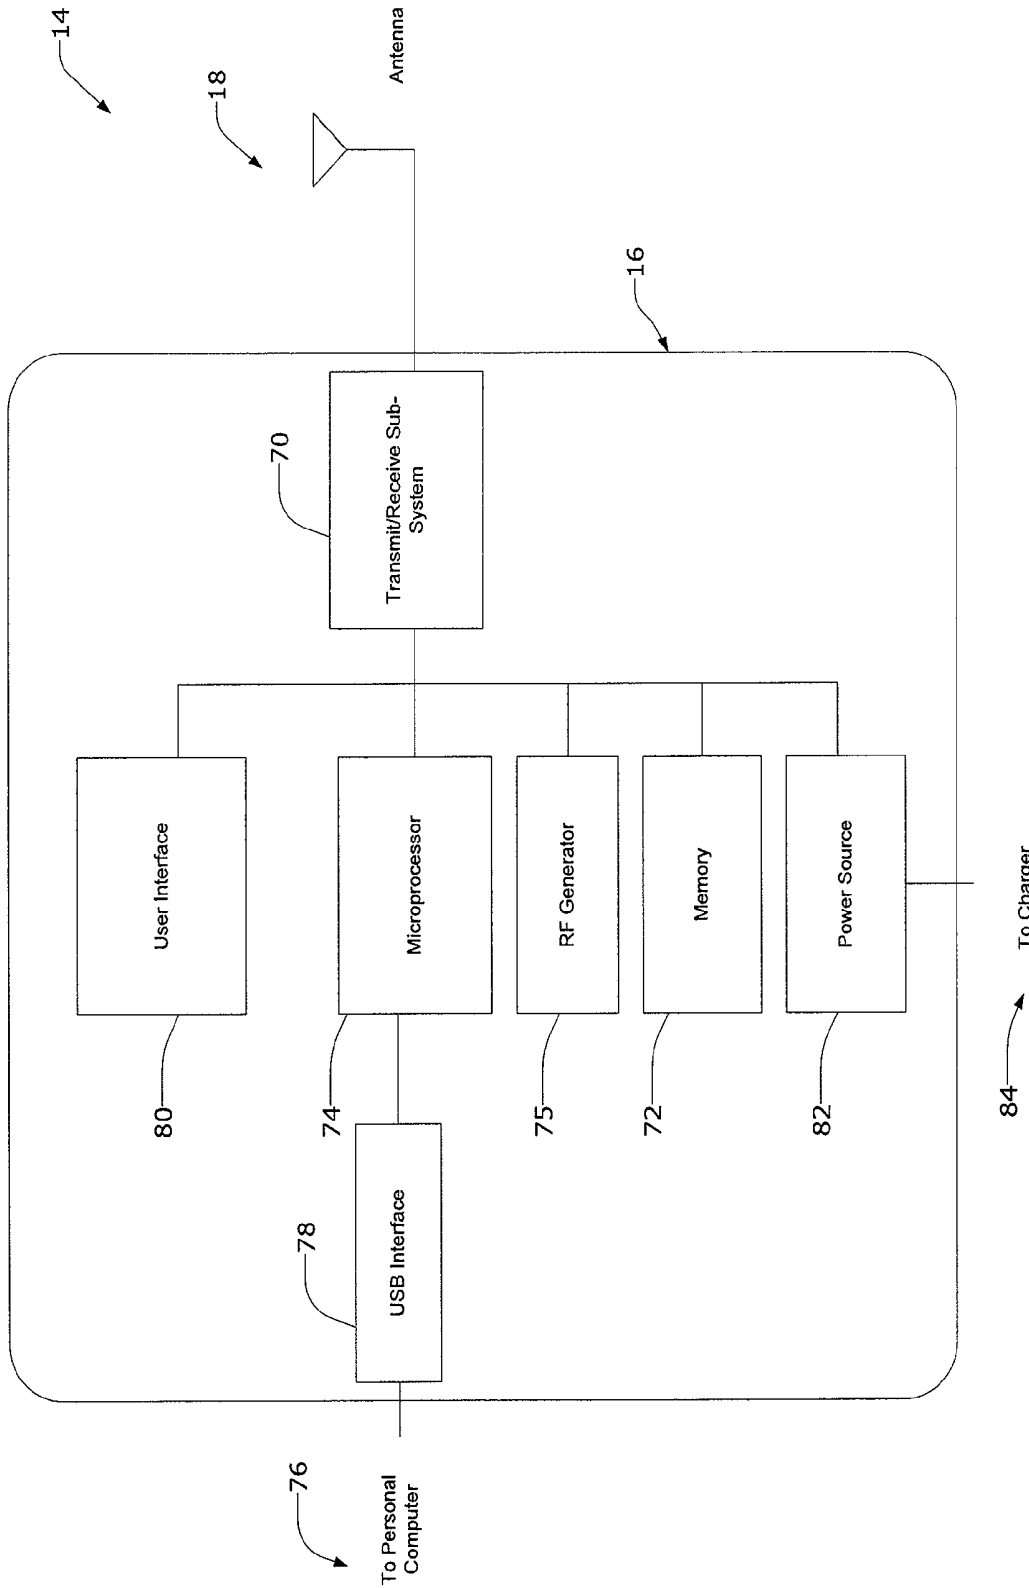 14
18
Antenna
16
70
Transmit/Receive Sub-
System
User Interface
80
Microprocessor
74
RF Generator
75
Memory
72
Power Source
82
USB Interface
78
76
To Personal
Computer
84
To Charger